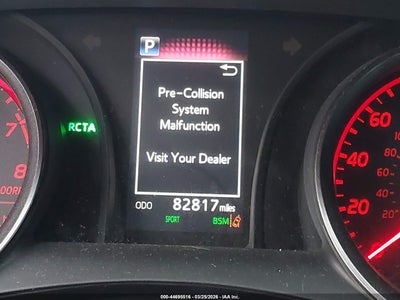 P
Pre-Collision
System
Malfunction
Visit Your Dealer
RCTA
7
8
60
80
40
20
ODO 82817 miles
SPORT BSM
000-44695516 - 03/25/2026 - IAA Inc.